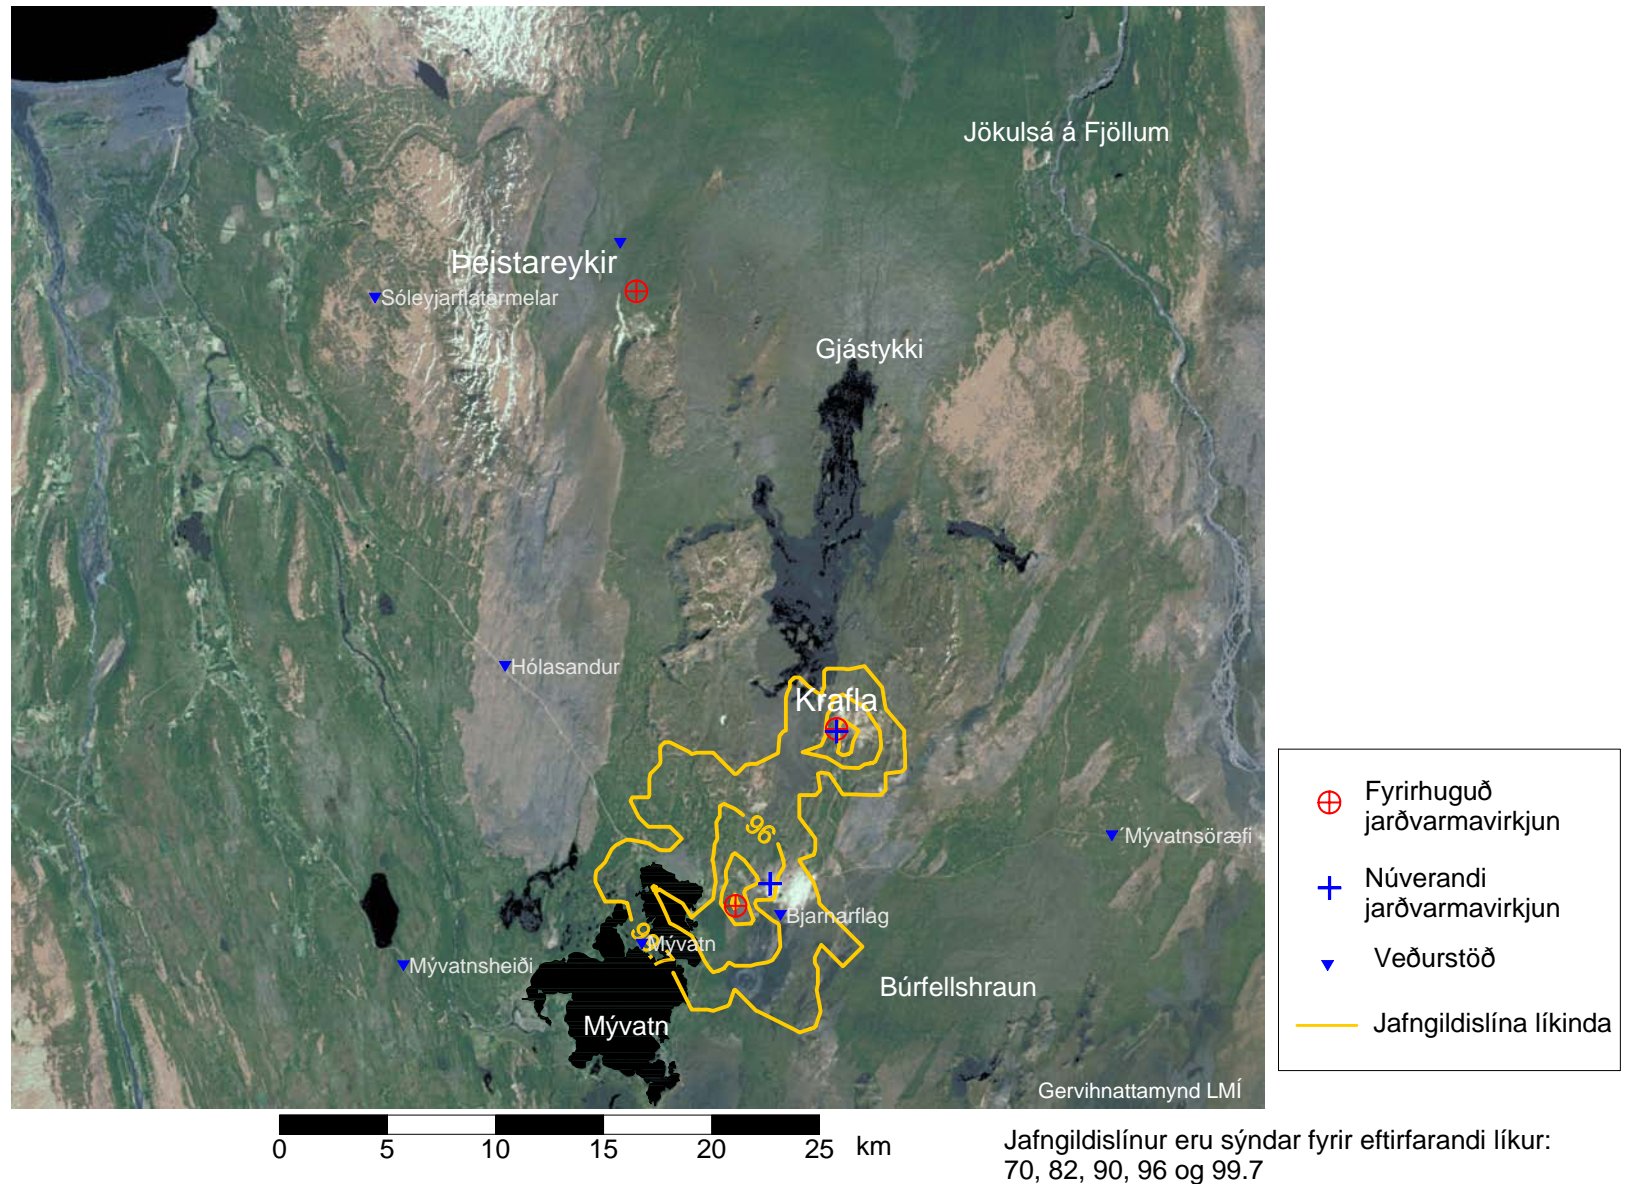 Jökulsá á Fjöllum
Þeistareykir
Sóleyjarflatarmelar
Gjástykki
Hólasandur
Krafla
96
´Mývatnsöræfi
Bjarnarflag
99.7
Mývatn
Mývatnsheiði
Búrfellshraun
Mývatn
Gervihnattamynd LMÍ
Fyrirhuguð
jarðvarmavirkjun
Núverandi
jarðvarmavirkjun
Veðurstöð
Jafngildislína líkinda
0 5 10 15 20 25 km
Jafngildislínur eru sýndar fyrir eftirfarandi líkur:
70, 82, 90, 96 og 99.7